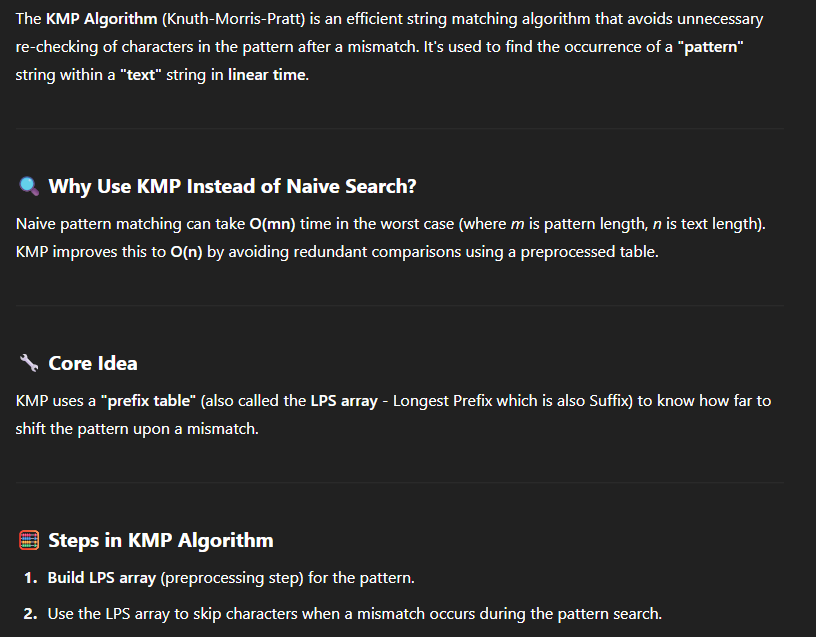 The KMP Algorithm (Knuth-Morris-Pratt) is an efficient string matching algorithm that avoids unnecessary
re-checking of characters in the pattern after a mismatch. It's used to find the occurrence of a "pattern"
string within a "text" string in linear time.
Why Use KMP Instead of Naive Search?
Naive pattern matching can take O(mn) time in the worst case (where m is pattern length, n is text length).
KMP improves this to O(n) by avoiding redundant comparisons using a preprocessed table.
Core Idea
KMP uses a "prefix table" (also called the LPS array - Longest Prefix which is also Suffix) to know how far to
shift the pattern upon a mismatch.
Steps in KMP Algorithm
1. Build LPS array (preprocessing step) for the pattern.
2. Use the LPS array to skip characters when a mismatch occurs during the pattern search.